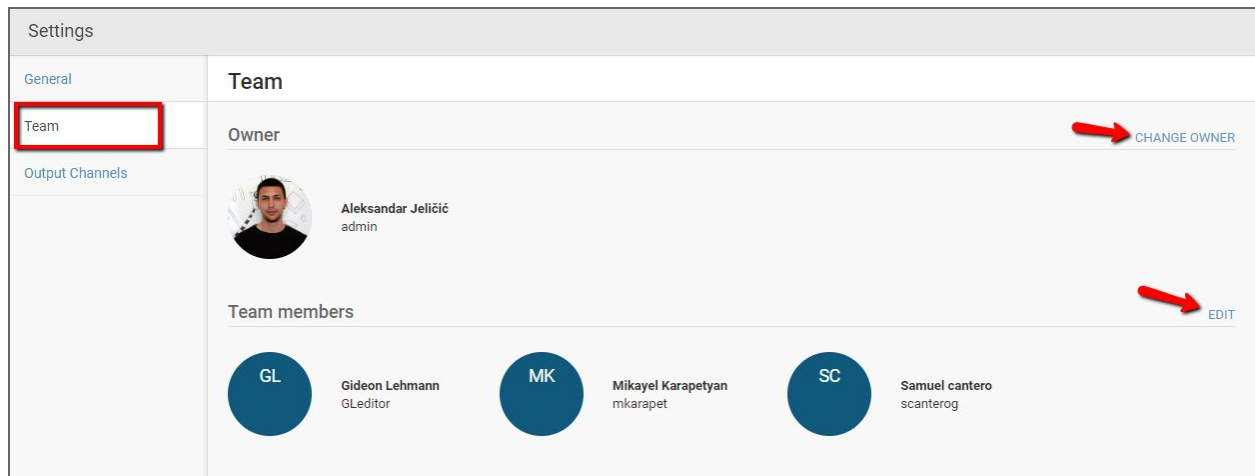 Settings
General
Team
Output Channels
Team
Owner
CHANGE OWNER
Aleksandar Jeličić
admin
Team members
EDIT
GL
Gideon Lehmann
GLeditor
MK
Mikayel Karapetyan
mkarapet
SC
Samuel cantero
scanterog